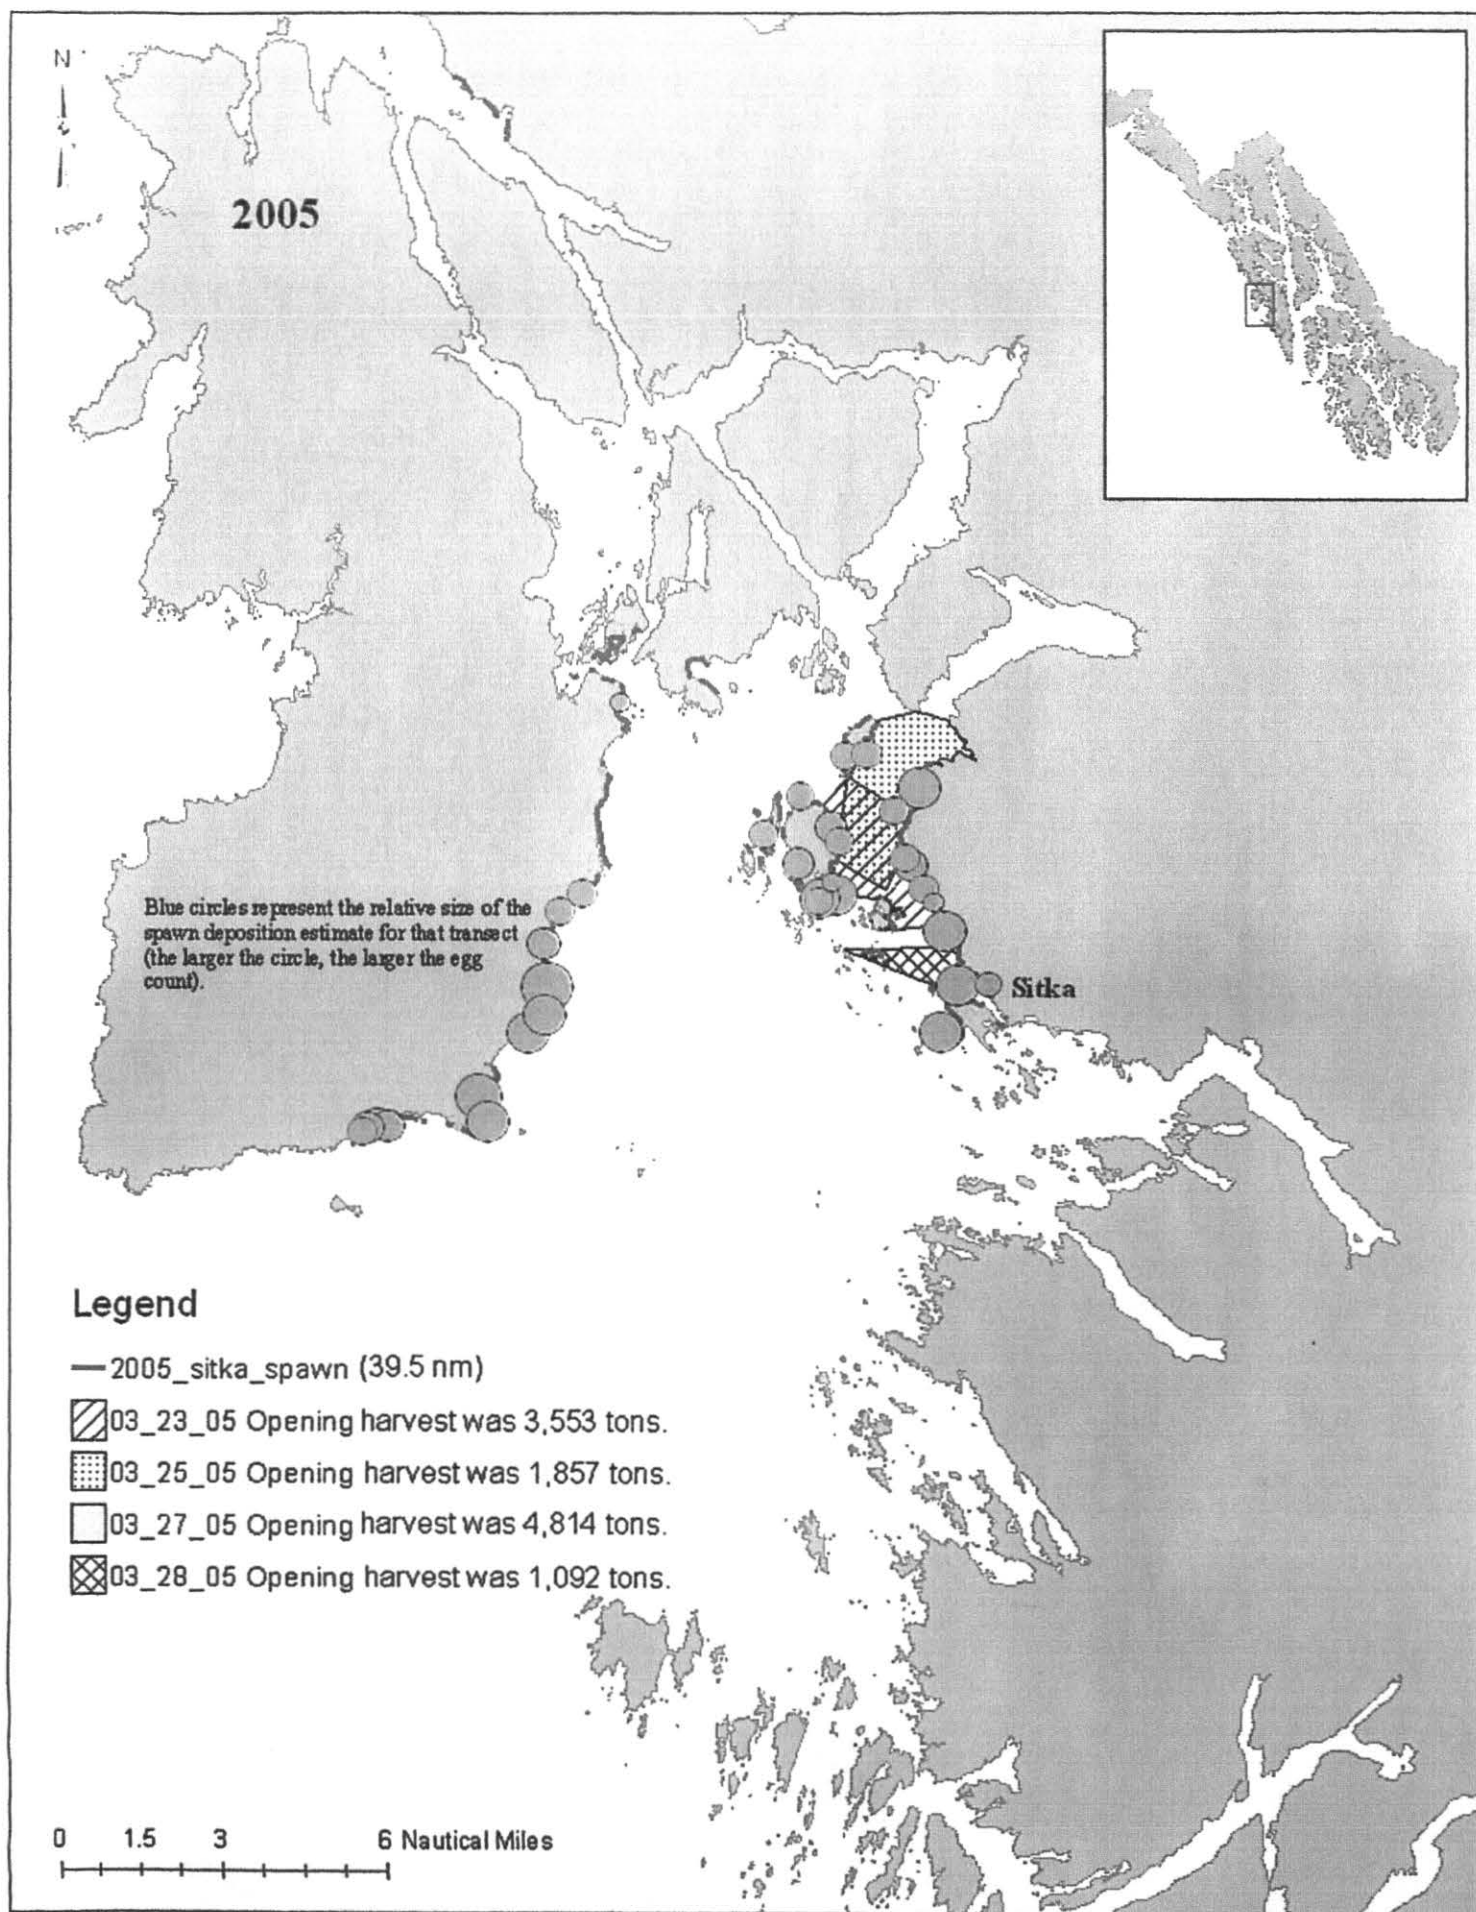 N
2005
Blue circles represent the relative size of the
spawn deposition estimate for that transect
(the larger the circle, the larger the egg
count).
Sitka
Legend
2005_sitka_spawn (39.5 nm)
03_23_05 Opening harvest was 3,553 tons.
03_25_05 Opening harvest was 1,857 tons.
03_27_05 Opening harvest was 4,814 tons.
03_28_05 Opening harvest was 1,092 tons.
0 1.5 3 6 Nautical Miles